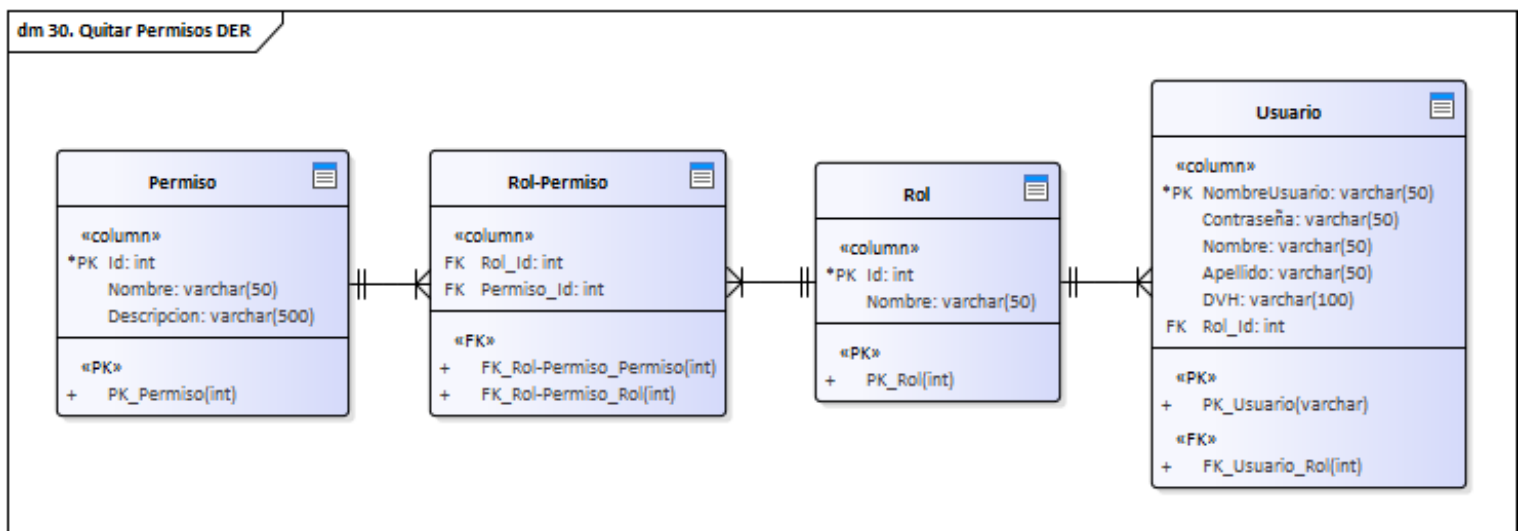 dm 30. Quitar Permisos DER
Permiso
«column»
*PK Id: int
Nombre: varchar(50)
Descripcion: varchar(500)
«PK»
+ PK_Permiso(int)
Rol-Permiso
«column»
FK Rol_Id: int
FK Permiso_Id: int
«FK»
+ FK_Rol-Permiso_Permiso(int)
+ FK_Rol-Permiso_Rol(int)
Rol
«column»
*PK Id: int
Nombre: varchar(50)
«PK»
+ PK_Rol(int)
Usuario
«column»
*PK NombreUsuario: varchar(50)
Contraseña: varchar(50)
Nombre: varchar(50)
Apellido: varchar(50)
DVH: varchar(100)
FK Rol_Id: int
«PK»
+ PK_Usuario(varchar)
«FK»
+ FK_Usuario_Rol(int)